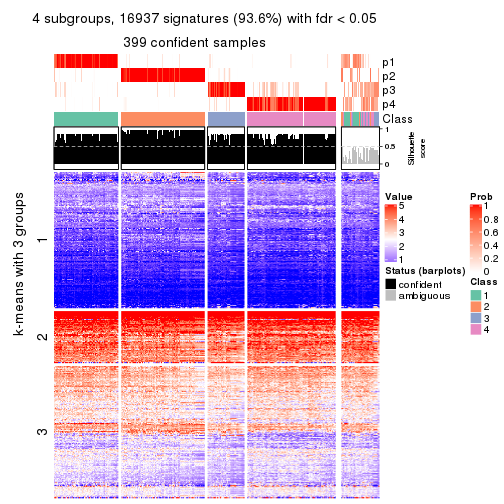 4 subgroups, 16937 signatures (93.6%) with fdr < 0.05
399 confident samples
p1
p2
p3
p4
Class
1
0.5
0
Silhouette
score
k-means with 3 groups
1
2
3
Value
5
4
3
2
1
Status (barplots)
confident
ambiguous
Prob
1
0.8
0.6
0.4
0.2
0
Class
1
2
3
4